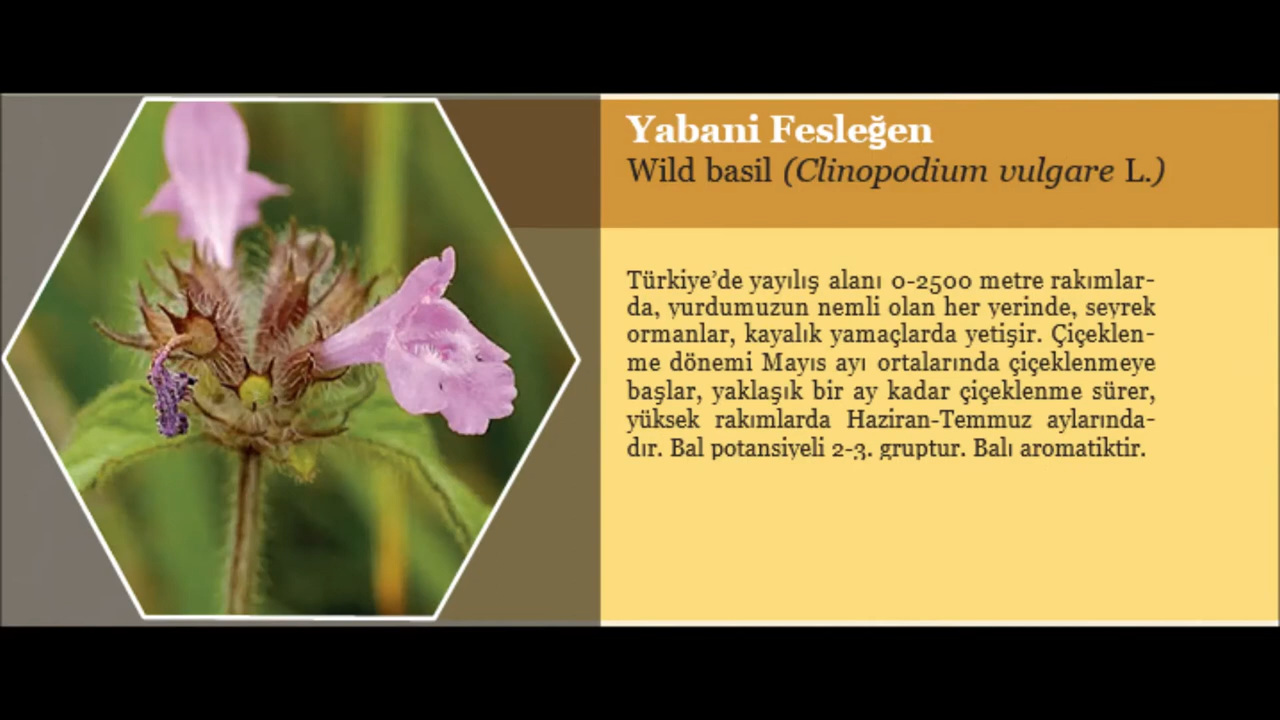 Yabani Fesleğen
Wild basil (Clinopodium vulgare L.)
Türkiye’de yayılış alanı 0-2500 metre rakımlar-
da, yurdumuzun nemli olan her yerinde, seyrek
ormanlar, kayalık yamaçlarda yetişir. Çiçeklen-
me dönemi Mayıs ayı ortalarında çiçeklenmeye
başlar, yaklaşık bir ay kadar çiçeklenme sürer,
yüksek rakımlarda Haziran-Temmuz aylarında-
dır. Bal potansiyeli 2-3. gruptur. Balı aromatiktir.